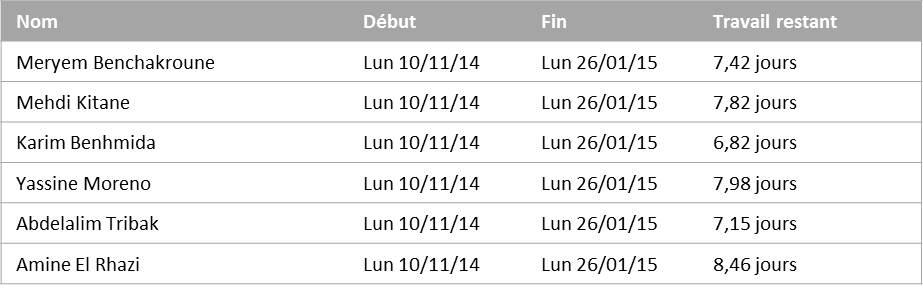 Nom Début Fin Travail restant
Meryem Benchakroune Lun 10/11/14 Lun 26/01/15 7,42 jours
Mehdi Kitane Lun 10/11/14 Lun 26/01/15 7,82 jours
Karim Benhmida Lun 10/11/14 Lun 26/01/15 6,82 jours
Yassine Moreno Lun 10/11/14 Lun 26/01/15 7,98 jours
Abdelalim Tribak Lun 10/11/14 Lun 26/01/15 7,15 jours
Amine El Rhazi Lun 10/11/14 Lun 26/01/15 8,46 jours